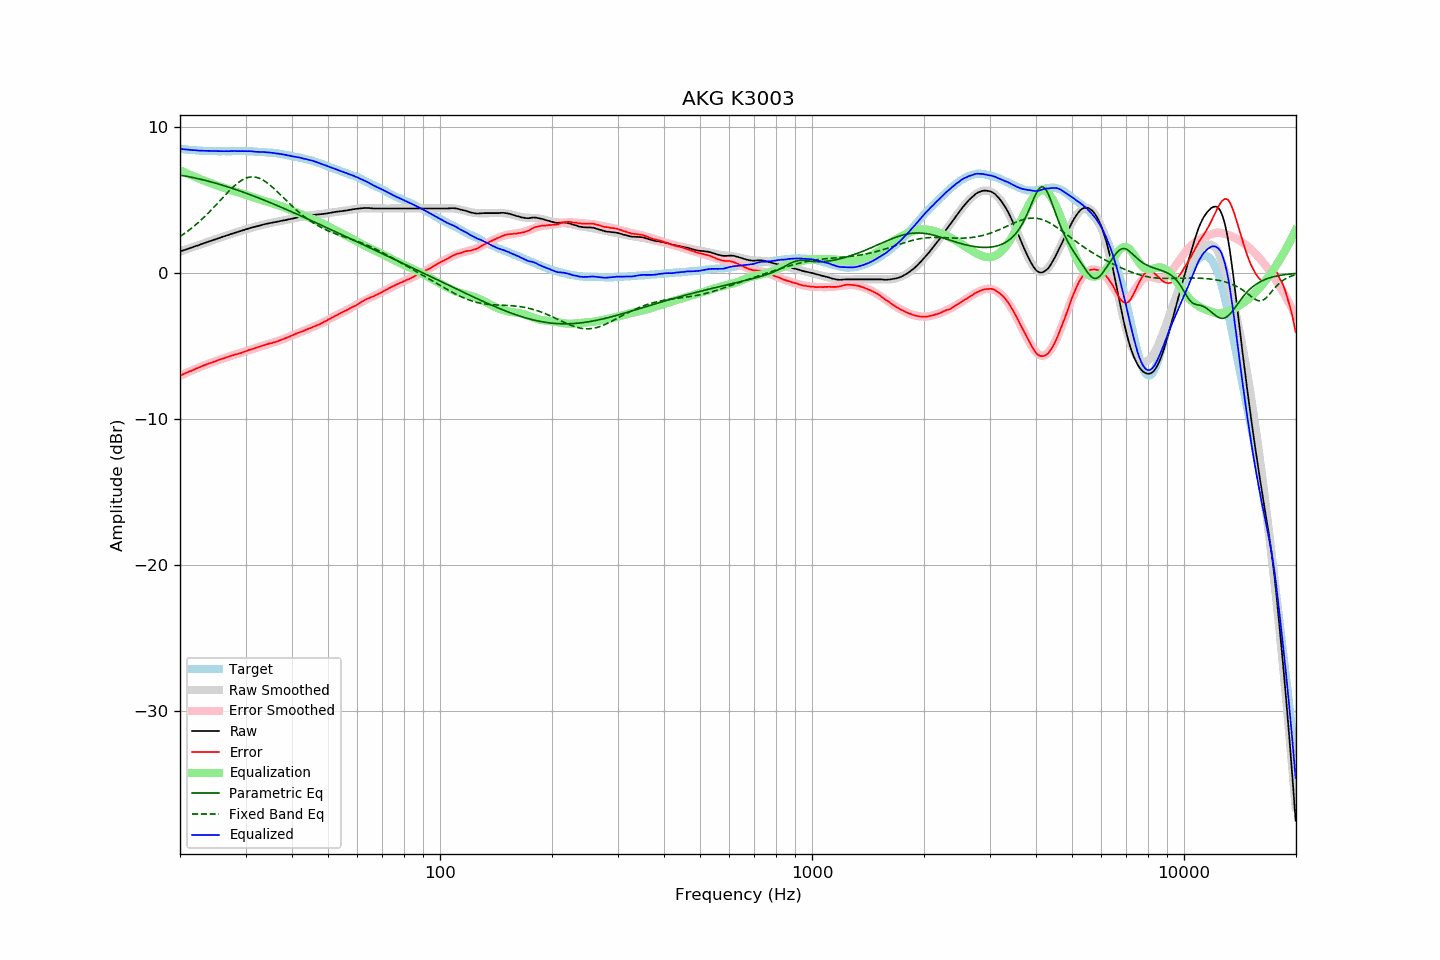 AKG K3003
10
0
−10
−20
−30
Amplitude (dBr)
Target
Raw Smoothed
Error Smoothed
Raw
Error
Equalization
Parametric Eq
Fixed Band Eq
Equalized
100
1000
10000
Frequency (Hz)